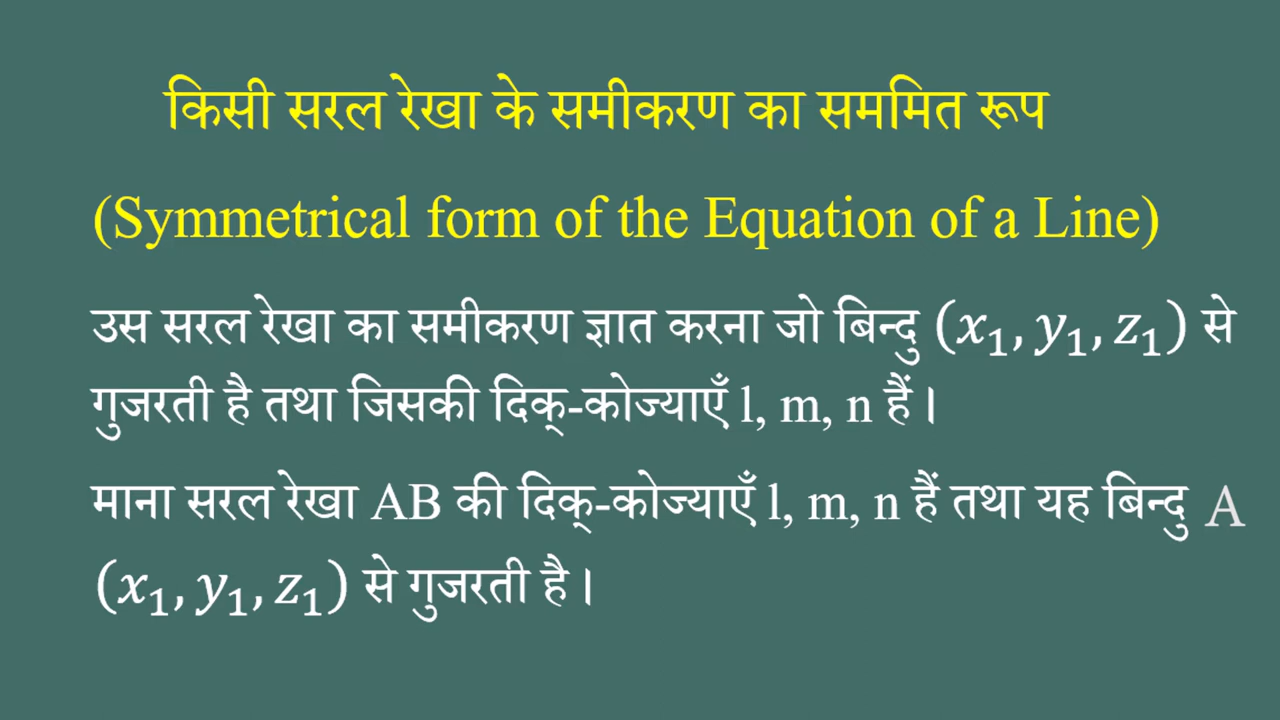 किसी सरल रेखा के समीकरण का सममित रूप
(Symmetrical form of the Equation of a Line)
उस सरल रेखा का समीकरण ज्ञात करना जो बिन्दु (x₁, y₁, z₁) से
गुजरती है तथा जिसकी दिक्-कोज्याएँ l, m, n हैं।
माना सरल रेखा AB की दिक्-कोज्याएँ l, m, n हैं तथा यह बिन्दु A
(x₁, y₁, z₁) से गुजरती है।